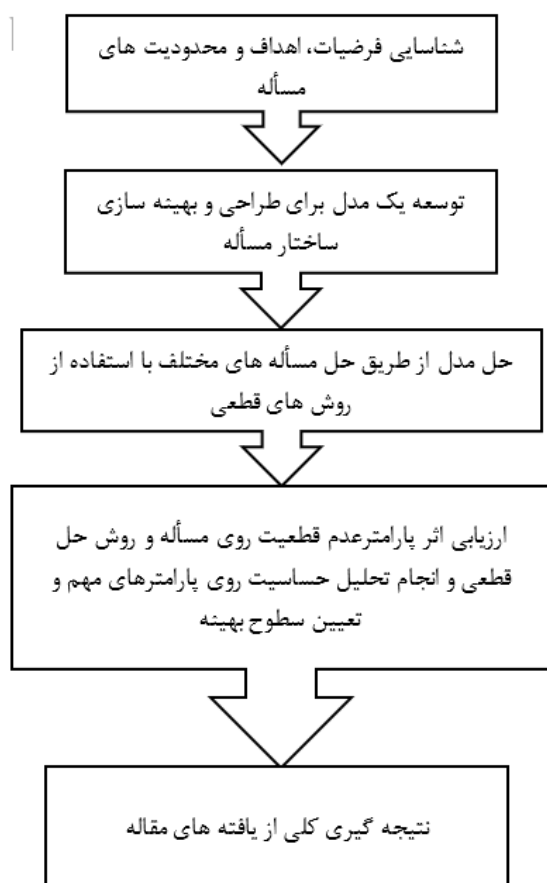 شناسایی فرضیات، اهداف و محدودیت های
مسأله
توسعه یک مدل برای طراحی و بهینه سازی
ساختار مسأله
حل مدل از طریق حل مسأله های مختلف با استفاده از
روش های قطعی
ارزیابی اثر پارامترعدم قطعیت روی مسأله و روش حل
قطعی و انجام تحلیل حساسیت روی پارامترهای مهم و
تعیین سطوح بهینه
نتیجه گیری کلی از یافته های مقاله